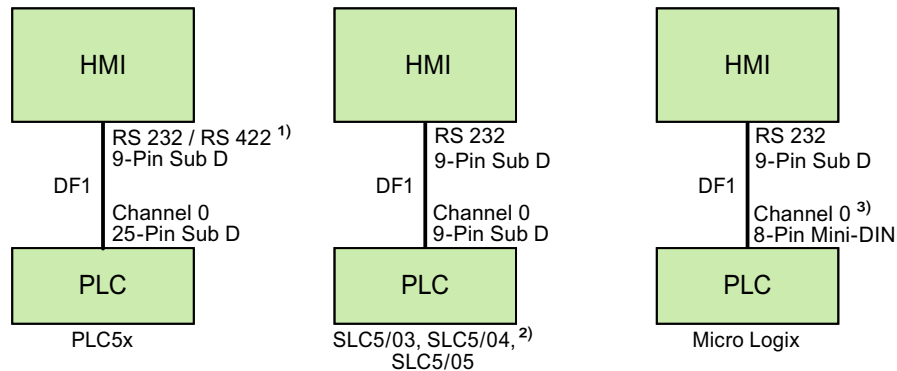 HMI
RS 232 / RS 422 1)
9-Pin Sub D
DF1
Channel 0
25-Pin Sub D
PLC
PLC5x
HMI
RS 232
9-Pin Sub D
DF1
Channel 0
9-Pin Sub D
PLC
SLC5/03, SLC5/04, 2)
SLC5/05
HMI
RS 232
9-Pin Sub D
DF1
Channel 0 3)
8-Pin Mini-DIN
PLC
Micro Logix